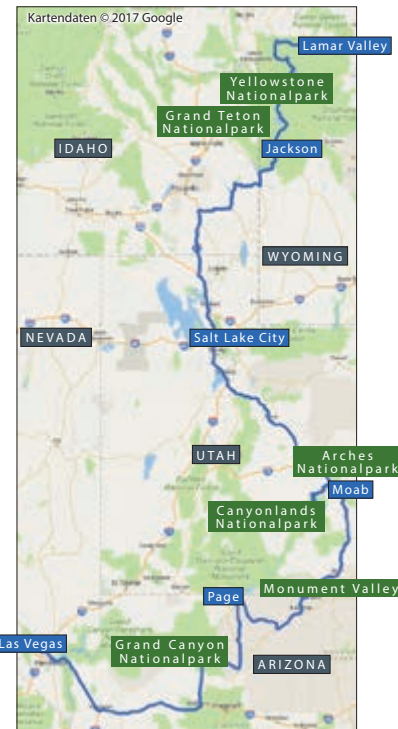 Kartendaten © 2017 Google
Lamar Valley
Yellowstone
Nationalpark
Grand Teton
Nationalpark
IDAHO
Jackson
WYOMING
NEVADA
Salt Lake City
UTAH
Arches
Nationalpark
Moab
Canyonlands
Nationalpark
Monument Valley
Page
Las Vegas
Grand Canyon
Nationalpark
ARIZONA